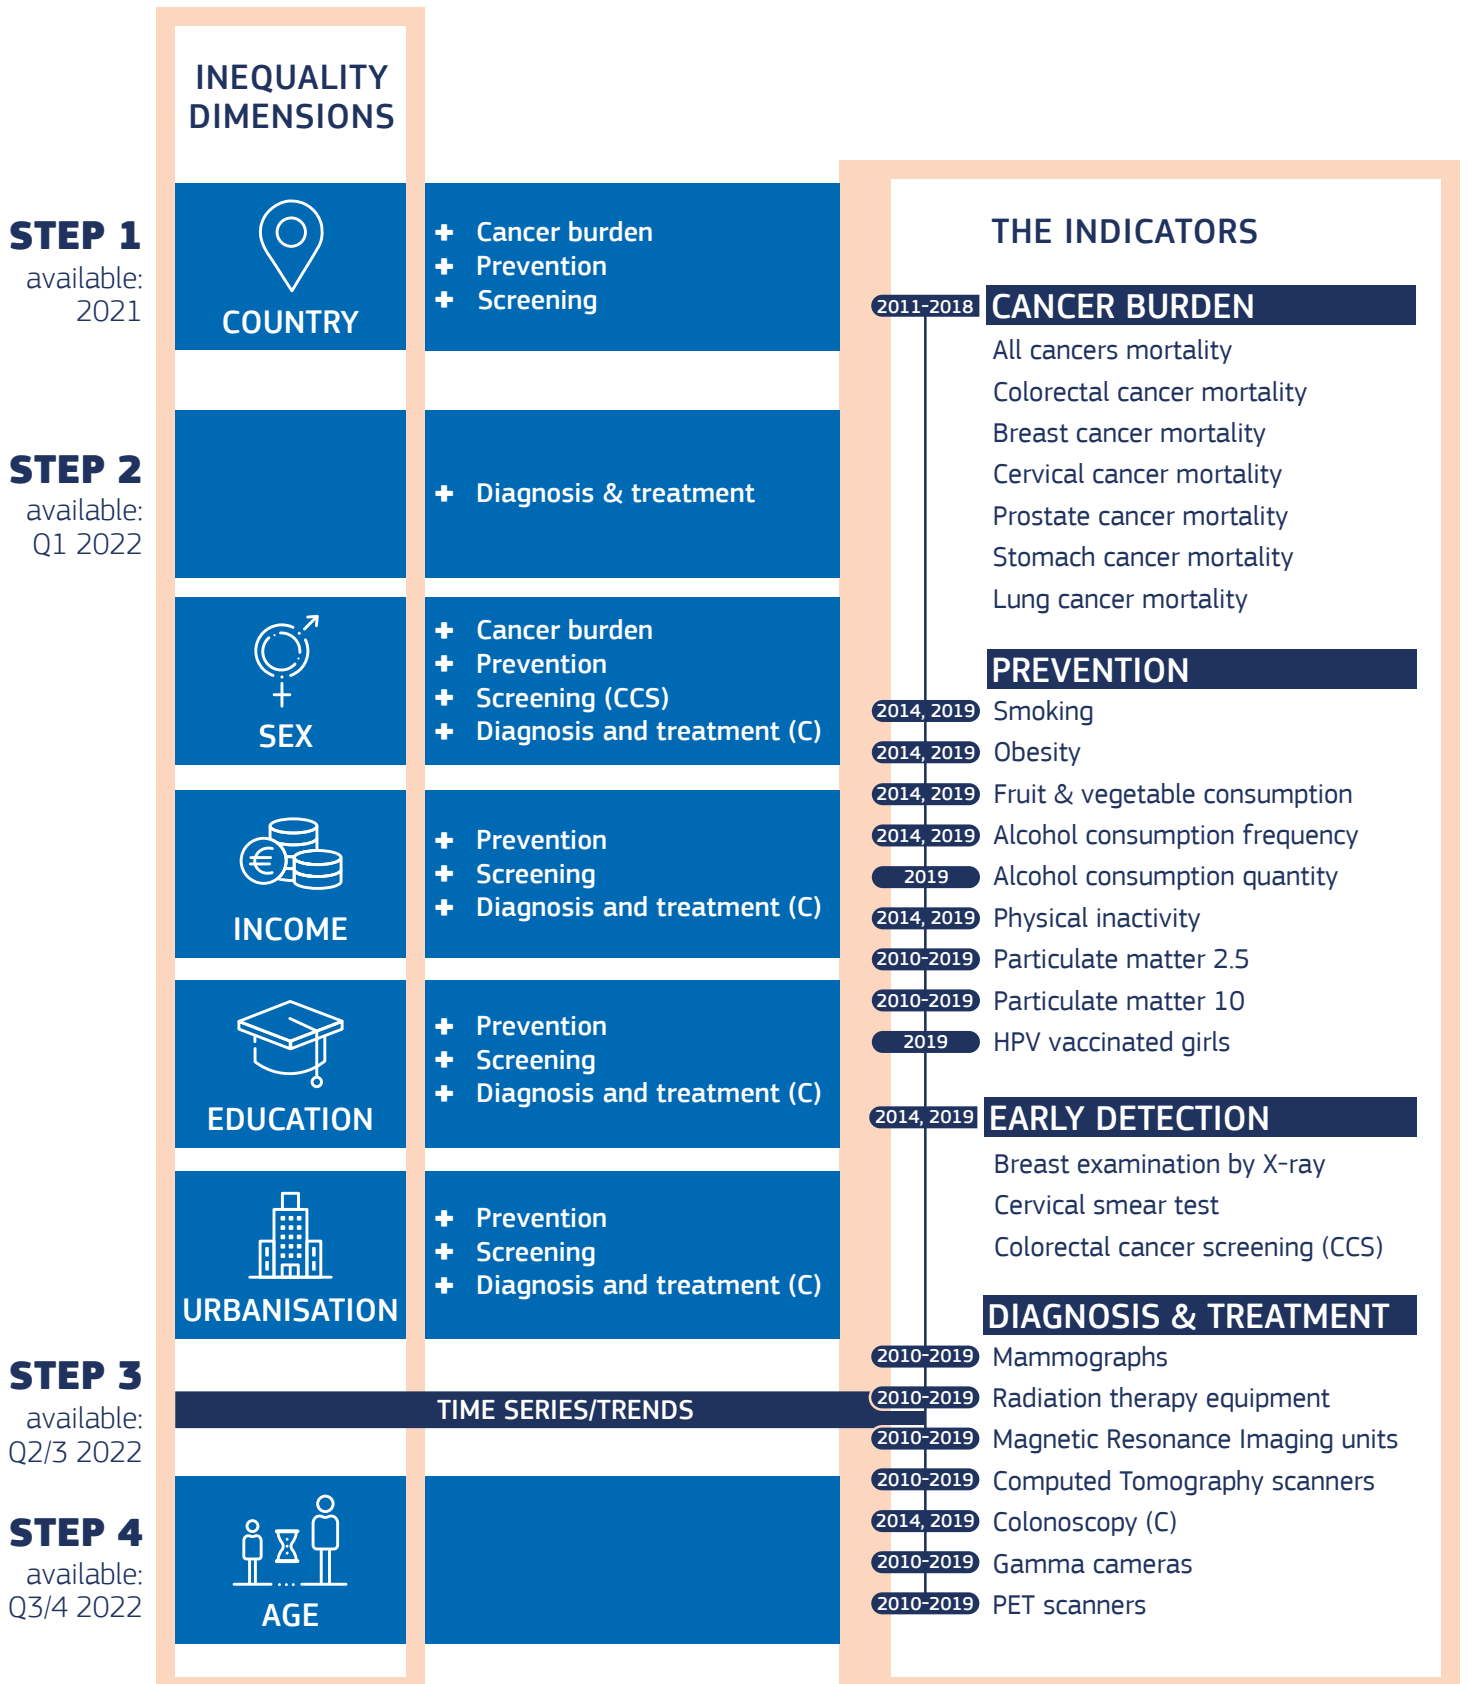 INEQUALITY
DIMENSIONS
STEP 1
available:
2021
COUNTRY
+ Cancer burden
+ Prevention
+ Screening
STEP 2
available:
Q1 2022
+ Diagnosis & treatment
SEX
+ Cancer burden
+ Prevention
+ Screening (CCS)
+ Diagnosis and treatment (C)
€
INCOME
+ Prevention
+ Screening
+ Diagnosis and treatment (C)
EDUCATION
+ Prevention
+ Screening
+ Diagnosis and treatment (C)
URBANISATION
+ Prevention
+ Screening
+ Diagnosis and treatment (C)
STEP 3
available:
Q2/3 2022
TIME SERIES/TRENDS
STEP 4
available:
Q3/4 2022
AGE
THE INDICATORS
2011-2018 CANCER BURDEN
All cancers mortality
Colorectal cancer mortality
Breast cancer mortality
Cervical cancer mortality
Prostate cancer mortality
Stomach cancer mortality
Lung cancer mortality
PREVENTION
2014, 2019 Smoking
2014, 2019 Obesity
2014, 2019 Fruit & vegetable consumption
2014, 2019 Alcohol consumption frequency
2019 Alcohol consumption quantity
2014, 2019 Physical inactivity
2010-2019 Particulate matter 2.5
2010-2019 Particulate matter 10
2019 HPV vaccinated girls
2014, 2019 EARLY DETECTION
Breast examination by X-ray
Cervical smear test
Colorectal cancer screening (CCS)
DIAGNOSIS & TREATMENT
2010-2019 Mammographs
2010-2019 Radiation therapy equipment
2010-2019 Magnetic Resonance Imaging units
2010-2019 Computed Tomography scanners
2014, 2019 Colonoscopy (C)
2010-2019 Gamma cameras
2010-2019 PET scanners